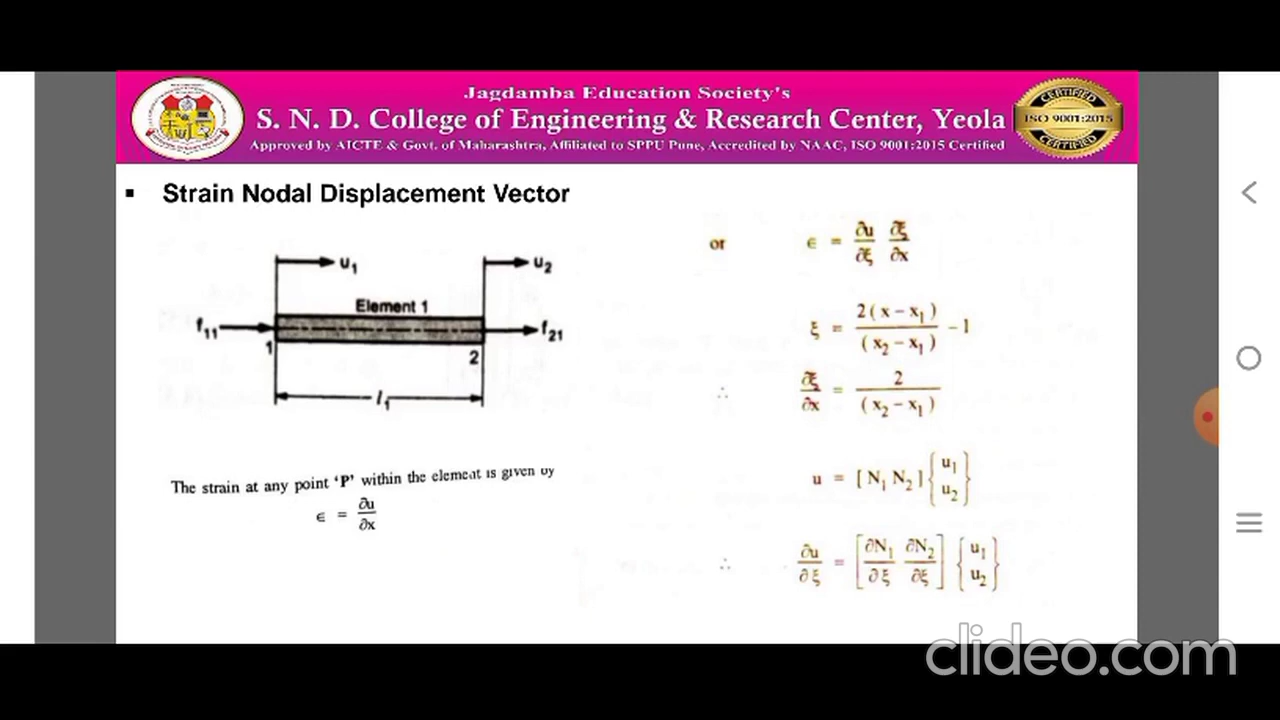 Jagdamba Education Society's
S. N. D. College of Engineering & Research Center, Yeola
Approved by AICTE & Govt. of Maharashtra, Affiliated to SPPU Pune, Accredited by NAAC, ISO 9001:2015 Certified
CERTIFIED
ISO 9001:2015
CERTIFIED
▪ Strain Nodal Displacement Vector
u₁ u₂
Element 1
f₁₁ f₂₁
1 2
l₁
The strain at any point 'P' within the element is given by
ϵ = ∂u/∂x
or ϵ = ∂u/∂ξ ∂ξ/∂x
ξ = 2(x−x₁)/(x₂−x₁) −1
∴ ∂ξ/∂x = 2/(x₂−x₁)
u = [N₁ N₂] {u₁ u₂}
∴ ∂u/∂ξ = [∂N₁/∂ξ ∂N₂/∂ξ] {u₁ u₂}
clideo.com